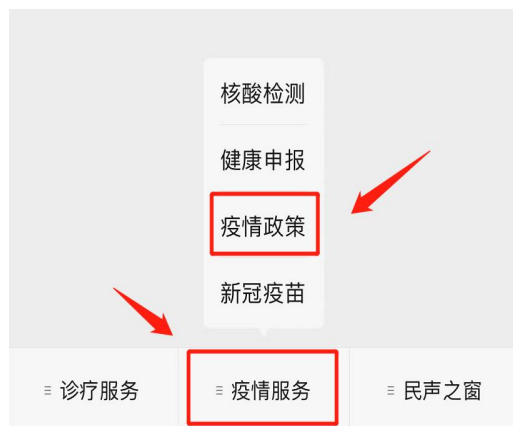 核酸检测
健康申报
疫情政策
新冠疫苗
诊疗服务
疫情服务
民声之窗